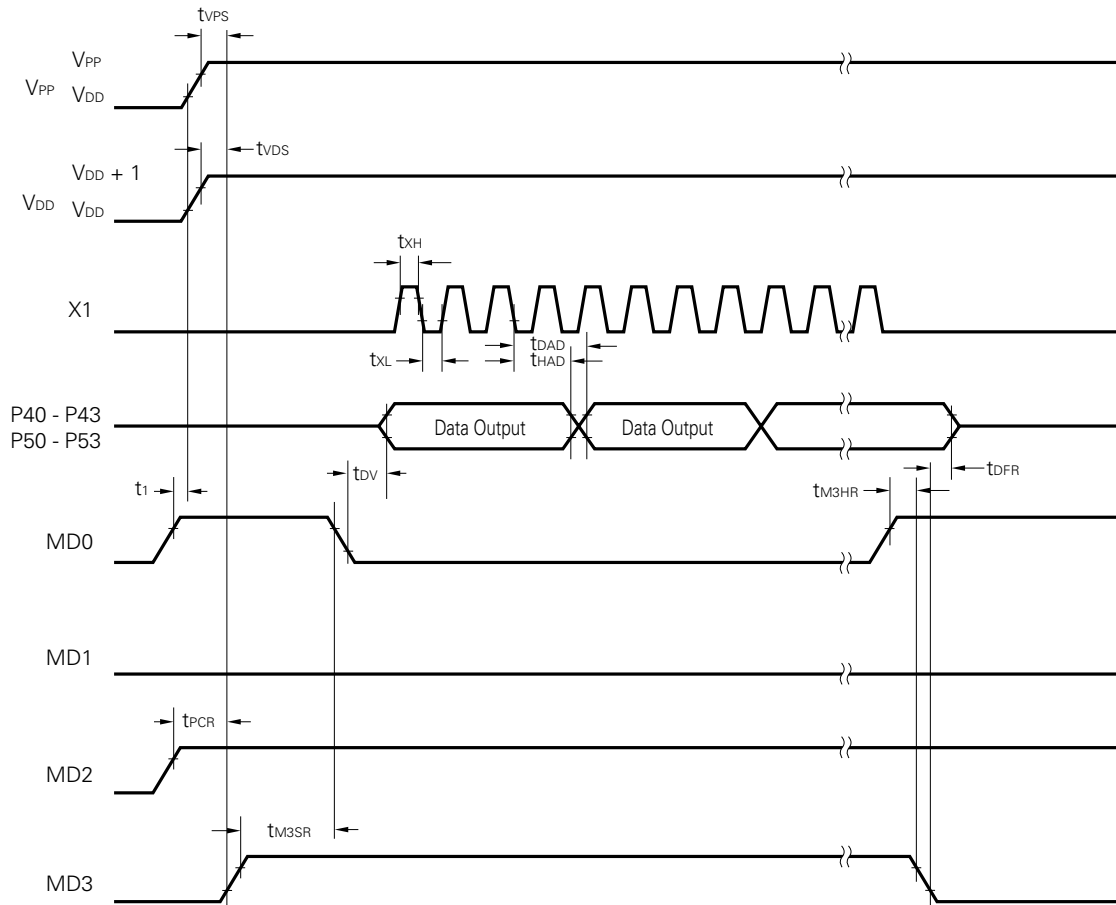 tVPS
VPP
VPP VDD
tVDS
VDD + 1
VDD VDD
tXH
X1
tDAD
tXL tHAD
P40 - P43
P50 - P53
Data Output Data Output
tDV tDFR
t1 tM3HR
MD0
MD1
tPCR
MD2
tM3SR
MD3